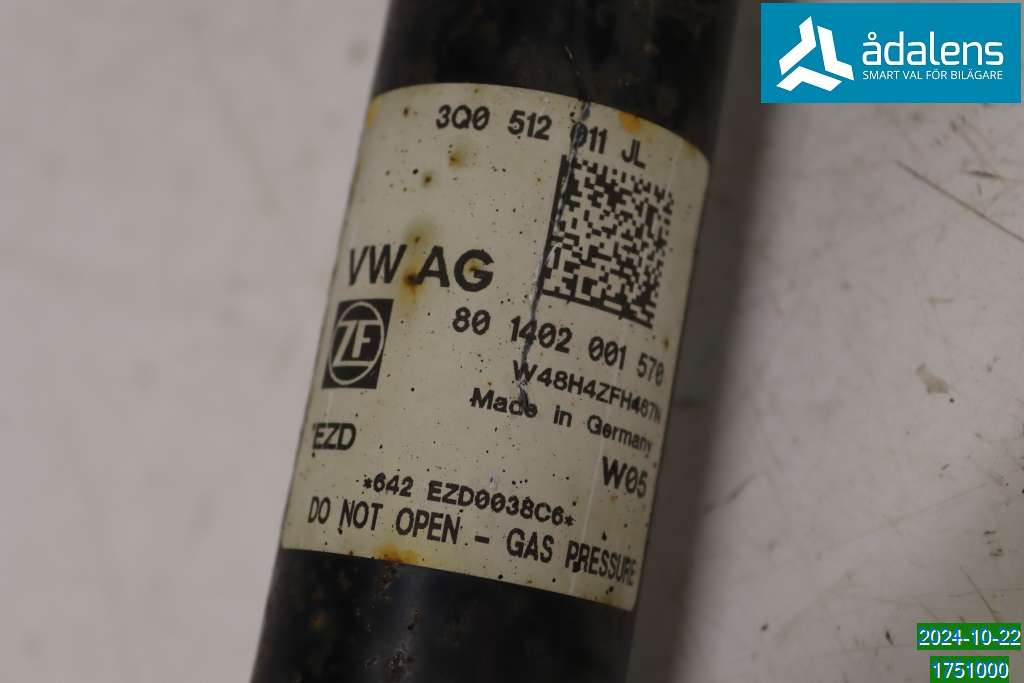 ådalens
SMART VAL FÖR BILÄGARE
3Q0 512 011 JL
VW AG
ZF
80 1402 001 570
W48H4ZFH487N
Made in Germany
EZD
W05
*642 EZD0038C6*
DO NOT OPEN - GAS PRESSURE
2024-10-22
1751000